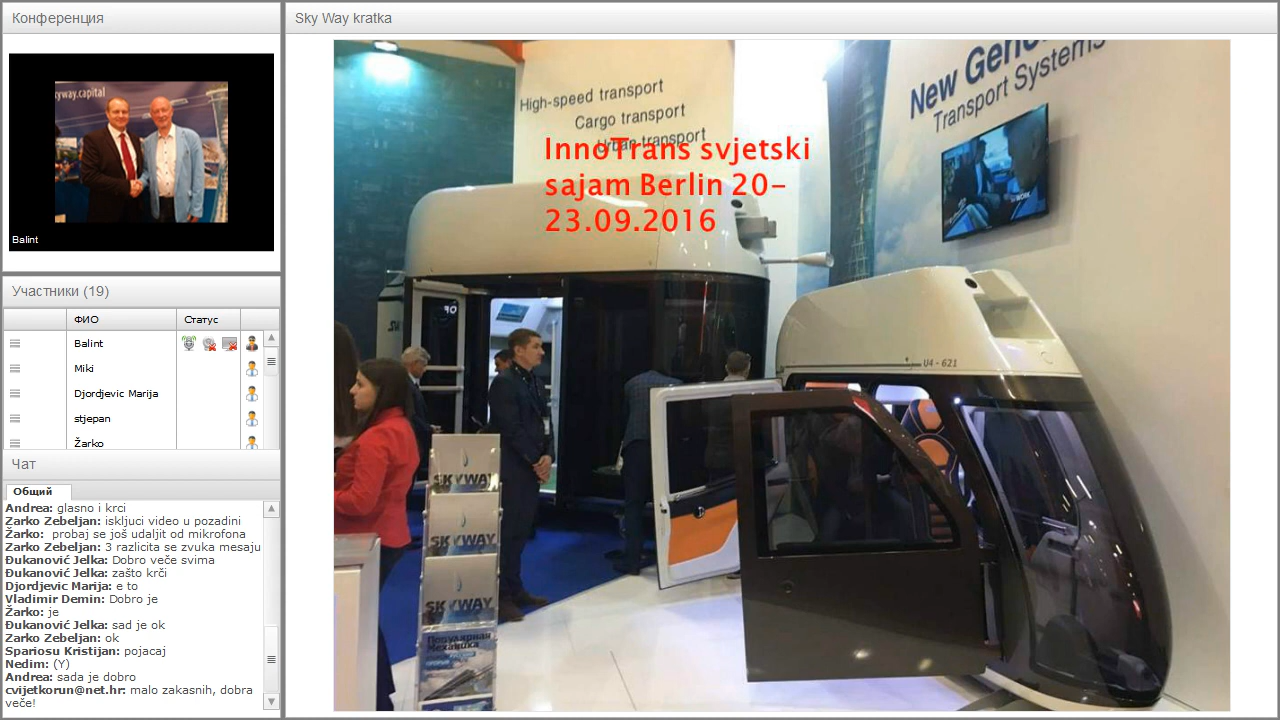 Конференция
kyway.capital
Balint
Участники (19)
ФИО
Статус
Balint
Miki
Djordjevic Marija
stjepan
Žarko
Чат
Общий
Andrea: glasno i krci
Zarko Zebeljan: iskljuci video u pozadini
Žarko: probaj se još udaljit od mikrofona
Zarko Zebeljan: 3 razlicita se zvuka mesaju
Đukanović Jelka: Dobro veče svima
Đukanović Jelka: zašto krči
Djordjevic Marija: e to
Vladimir Demin: Dobro je
Žarko: je
Đukanović Jelka: sad je ok
Zarko Zebeljan: ok
Spariosu Kristijan: pojacaj
Nedim: (Y)
Andrea: sada je dobro
cvijetkorun@net.hr: malo zakasnih, dobra
veče!
Sky Way kratka
High-speed transport
Cargo transport
Urban transport
New Gener
Transport Systems
InnoTrans svjetski
sajam Berlin 20-
23.09.2016
U4 - 621
SKYWAY
SKYWAY
SKYWAY
Популярная
Механика